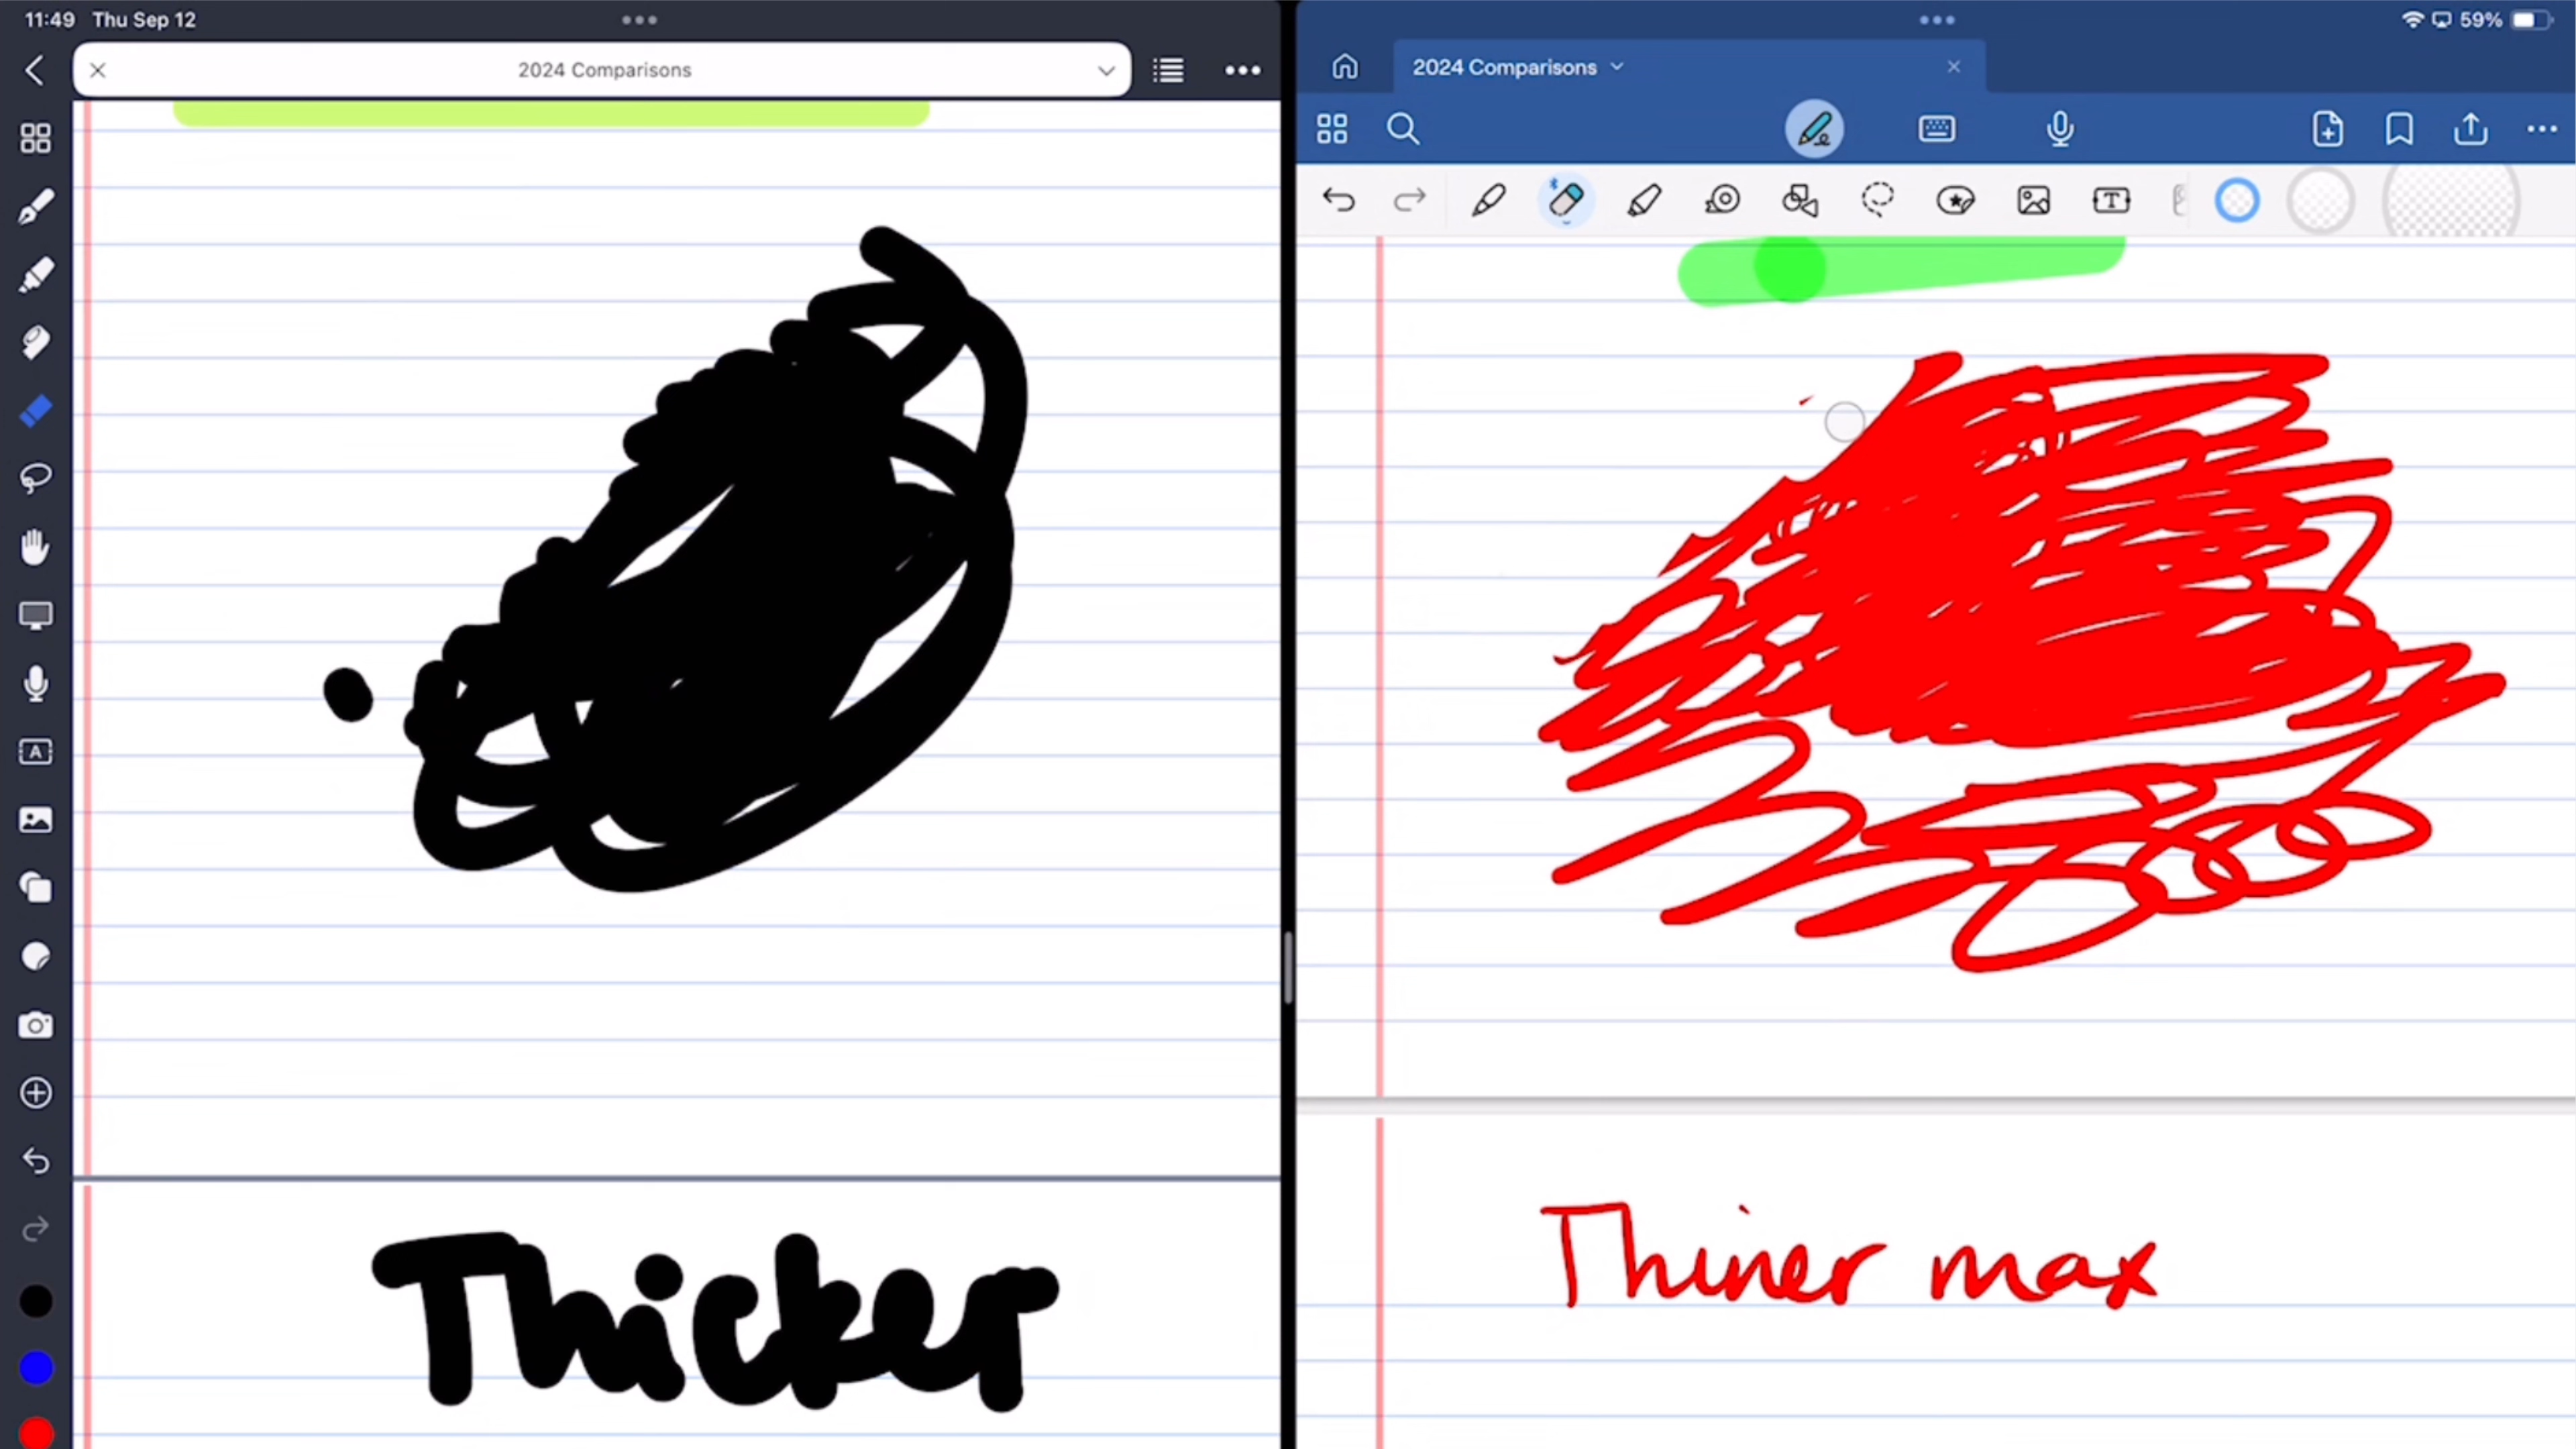 11:49 Thu Sep 12
59%
2024 Comparisons
2024 Comparisons
T
A
Thicker
Thiner max